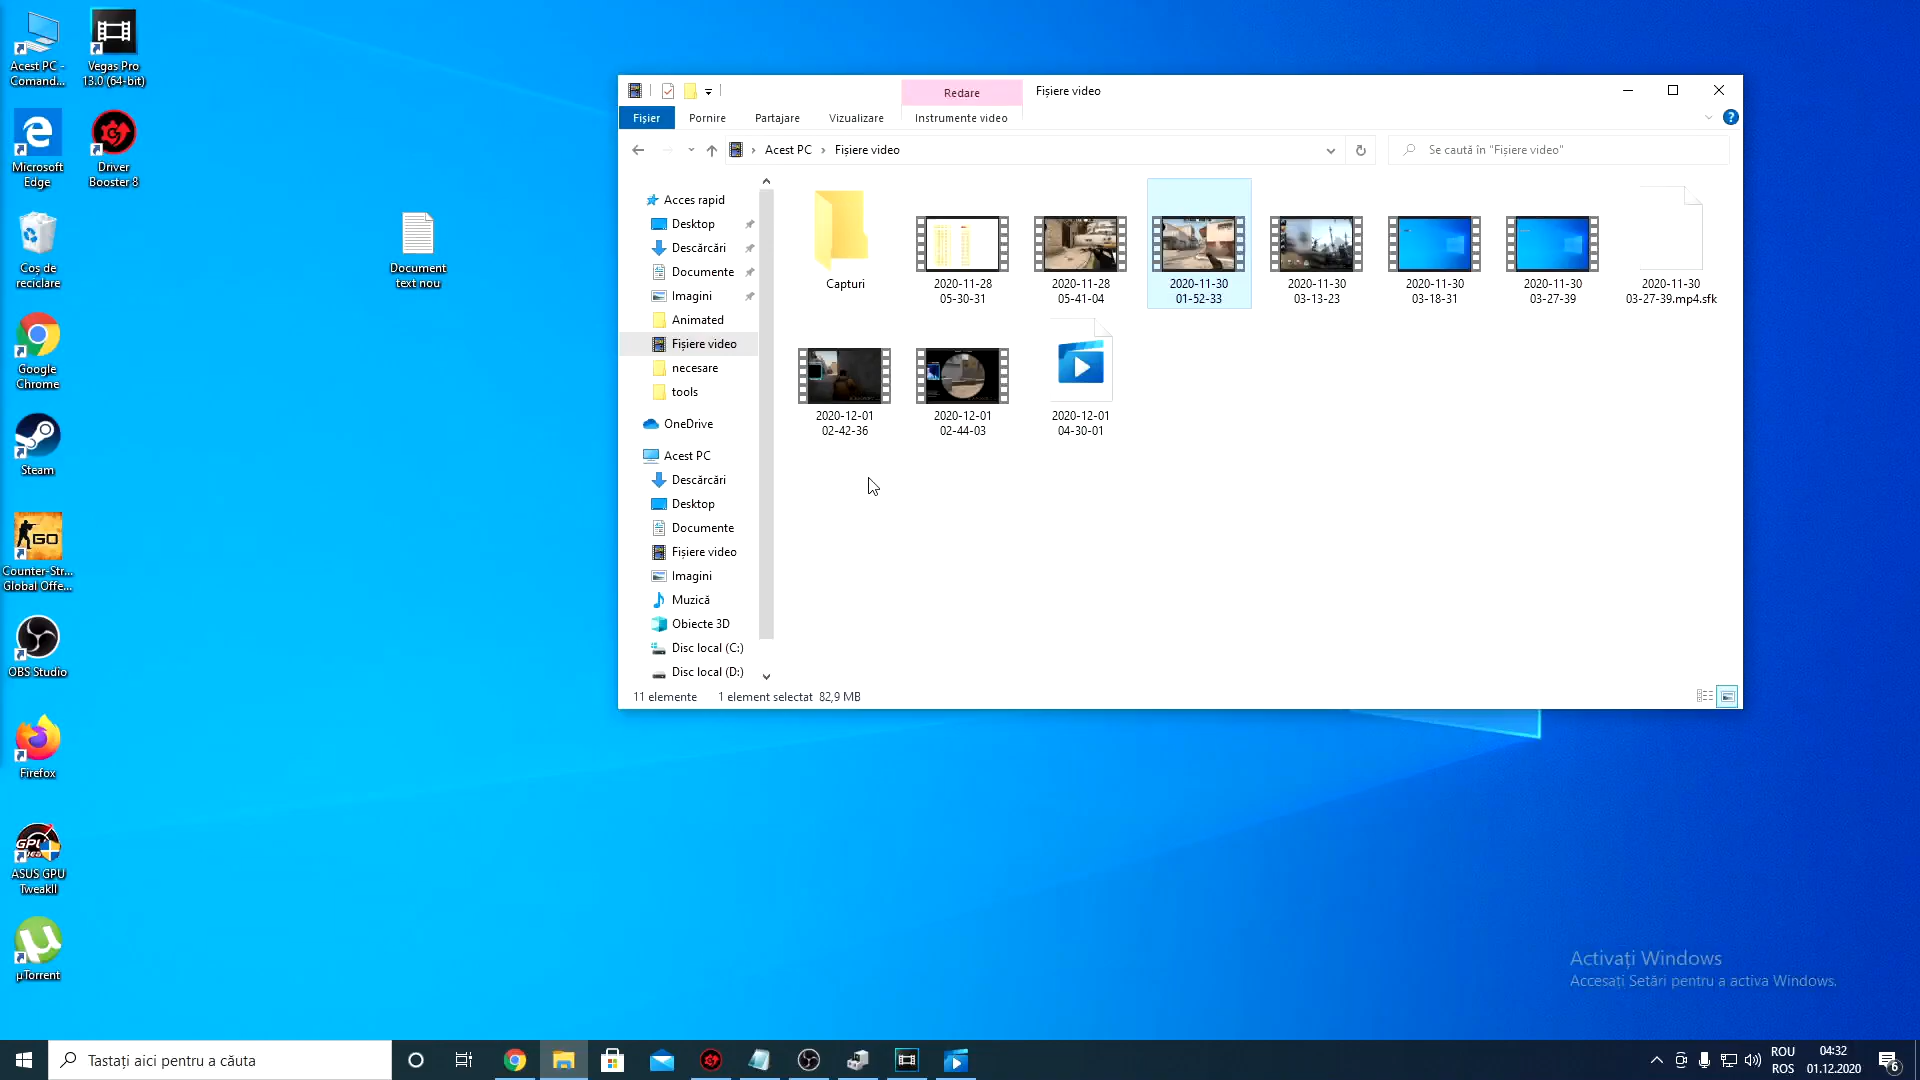 Acest PC -
Comand...
Vegas Pro
13.0 (64-bit)
Microsoft
Edge
Driver
Booster 8
Coș de
reciclare
Document
text nou
Google
Chrome
Steam
GO
Counter-Str...
Global Offe...
OBS Studio
Firefox
GPU
ASUS GPU
TweakII
µTorrent
Redare
Fișiere video
Fișier
Pornire
Partajare
Vizualizare
Instrumente video
Acest PC
Fișiere video
Se caută în "Fișiere video"
Acces rapid
Desktop
Descărcări
Documente
Imagini
Animated
Fișiere video
necesare
tools
OneDrive
Acest PC
Descărcări
Desktop
Documente
Fișiere video
Imagini
Muzică
Obiecte 3D
Disc local (C:)
Disc local (D:)
Capturi
2020-11-28
05-30-31
2020-11-28
05-41-04
2020-11-30
01-52-33
2020-11-30
03-13-23
2020-11-30
03-18-31
2020-11-30
03-27-39
2020-11-30
03-27-39.mp4.sfk
2020-12-01
02-42-36
2020-12-01
02-44-03
2020-12-01
04-30-01
11 elemente
1 element selectat 82,9 MB
Activați Windows
Accesați Setări pentru a activa Windows.
Tastați aici pentru a căuta
ROU
ROS
04:32
01.12.2020
6